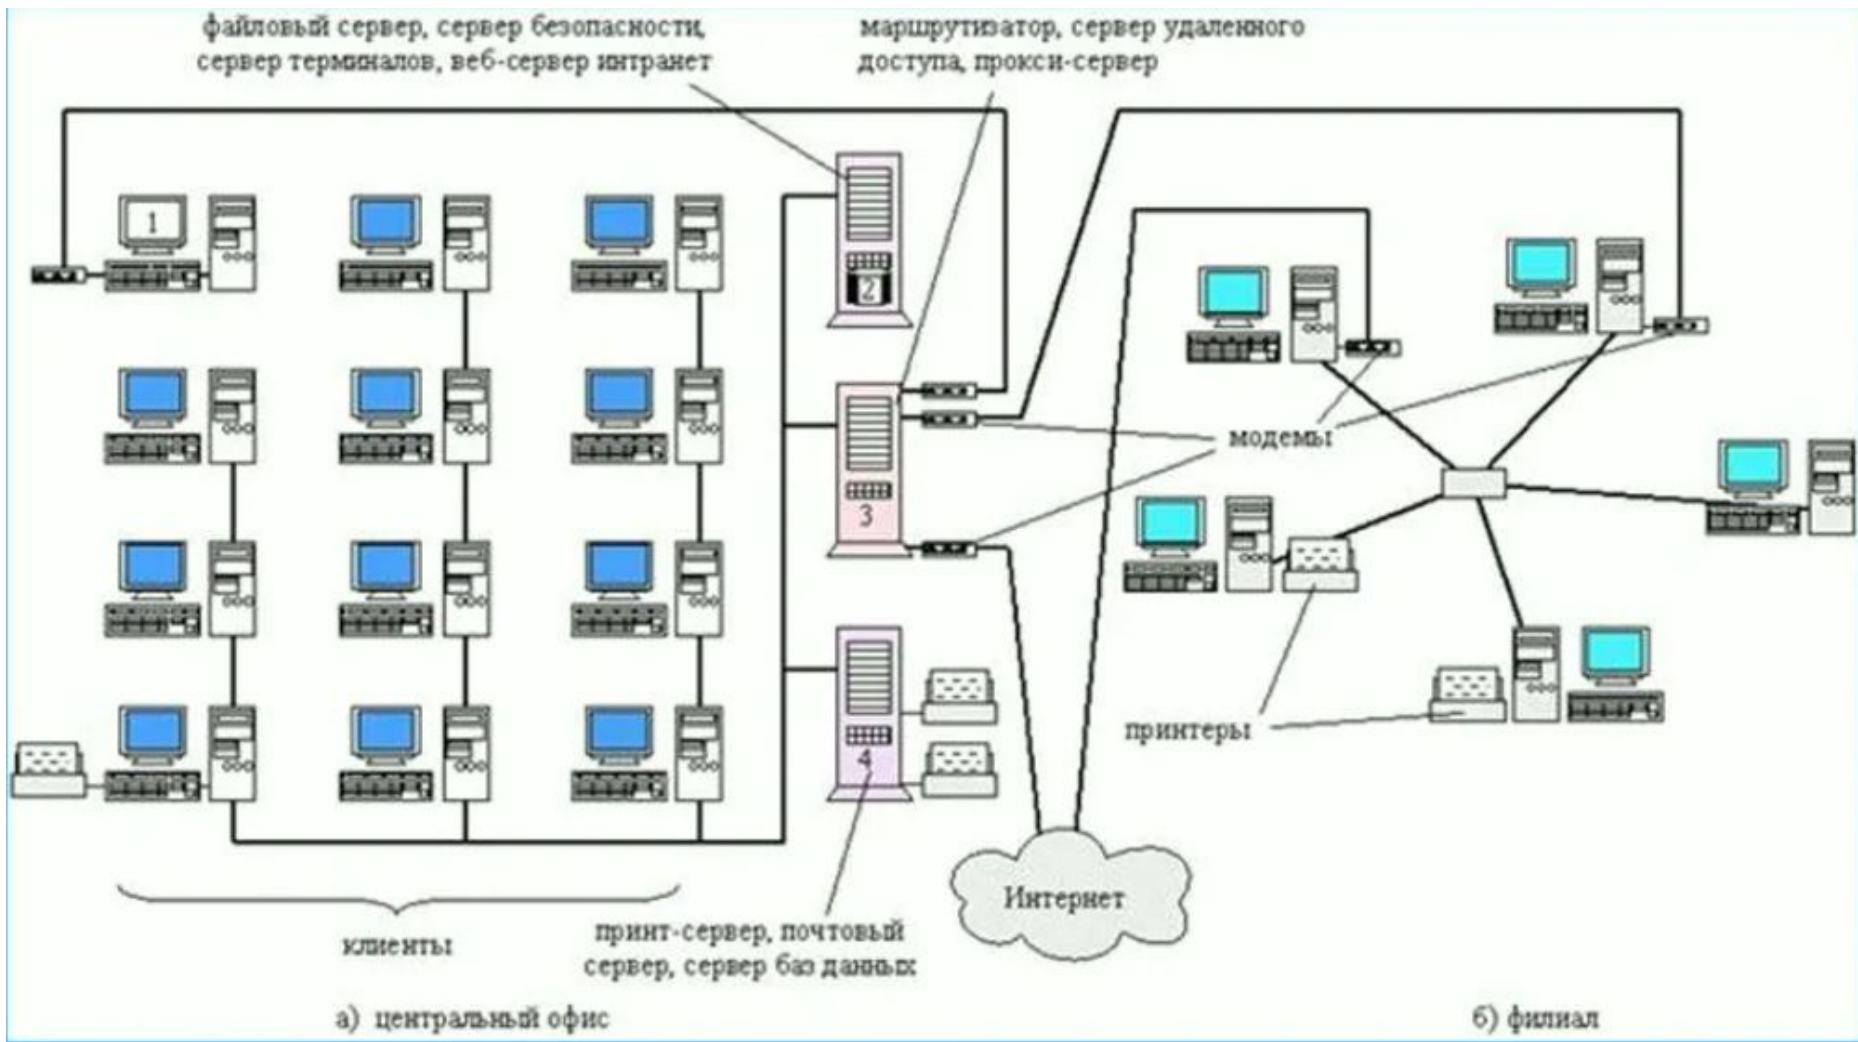 файловый сервер, сервер безопасности,
сервер терминалов, веб-сервер интранет
маршрутизатор, сервер удаленного
доступа, прокси-сервер
1
2
3
модемы
4
принтеры
Интернет
клиенты
принт-сервер, почтовый
сервер, сервер баз данных
а) центральный офис
б) филиал